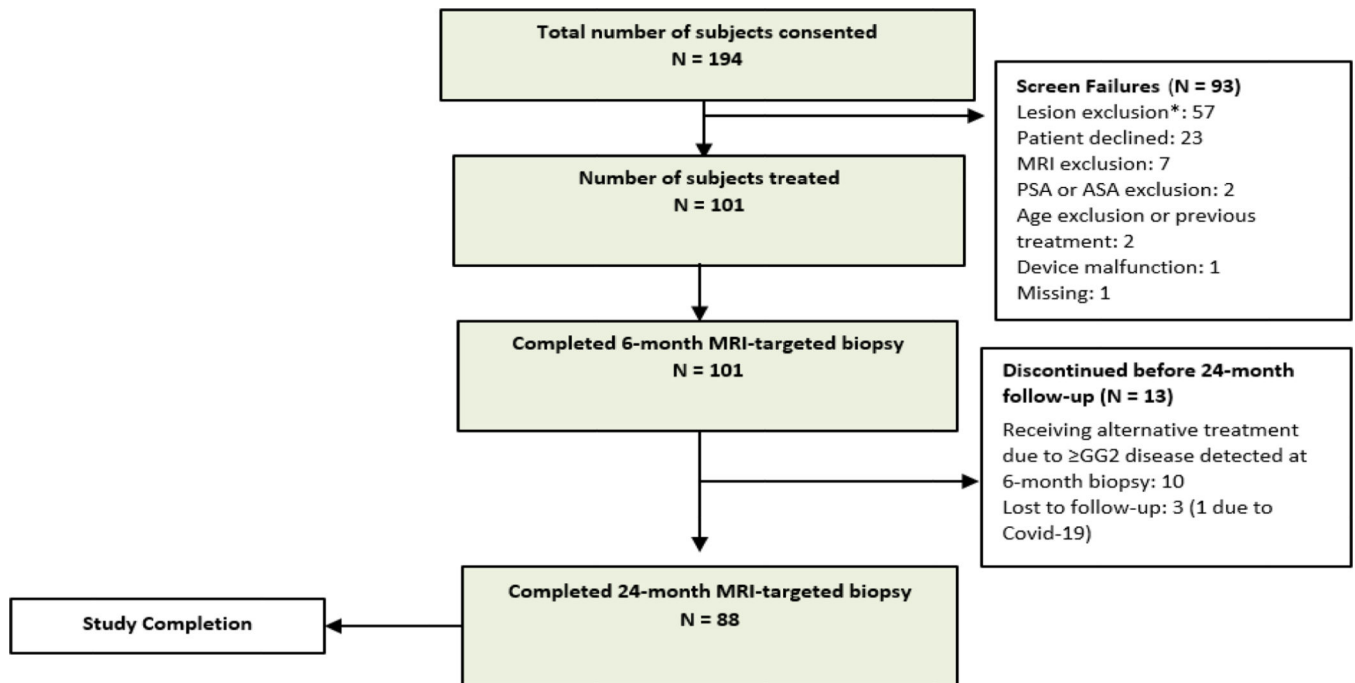 Total number of subjects consented
N = 194
Screen Failures (N = 93)
Lesion exclusion*: 57
Patient declined: 23
MRI exclusion: 7
PSA or ASA exclusion: 2
Age exclusion or previous
treatment: 2
Device malfunction: 1
Missing: 1
Number of subjects treated
N = 101
Completed 6-month MRI-targeted biopsy
N = 101
Discontinued before 24-month
follow-up (N = 13)
Receiving alternative treatment
due to ≥GG2 disease detected at
6-month biopsy: 10
Lost to follow-up: 3 (1 due to
Covid-19)
Completed 24-month MRI-targeted biopsy
N = 88
Study Completion